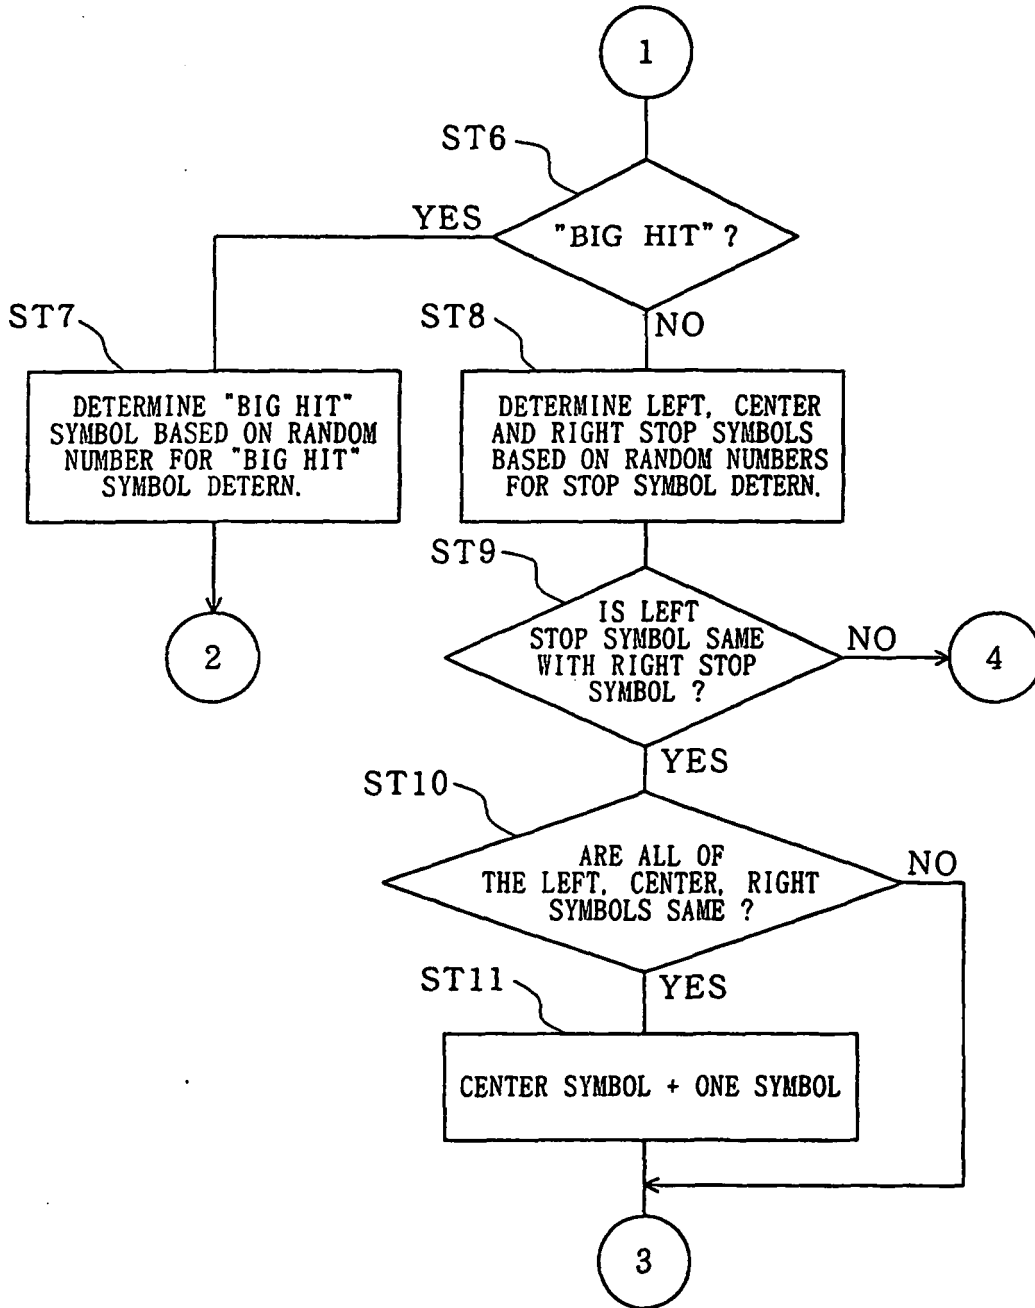 1
ST6
YES
"BIG HIT" ?
NO
ST7
DETERMINE "BIG HIT"
SYMBOL BASED ON RANDOM
NUMBER FOR "BIG HIT"
SYMBOL DETERN.
ST8
DETERMINE LEFT, CENTER
AND RIGHT STOP SYMBOLS
BASED ON RANDOM NUMBERS
FOR STOP SYMBOL DETERN.
2
ST9
IS LEFT
STOP SYMBOL SAME
WITH RIGHT STOP
SYMBOL ?
NO
4
YES
ST10
ARE ALL OF
THE LEFT, CENTER, RIGHT
SYMBOLS SAME ?
NO
YES
ST11
CENTER SYMBOL + ONE SYMBOL
3